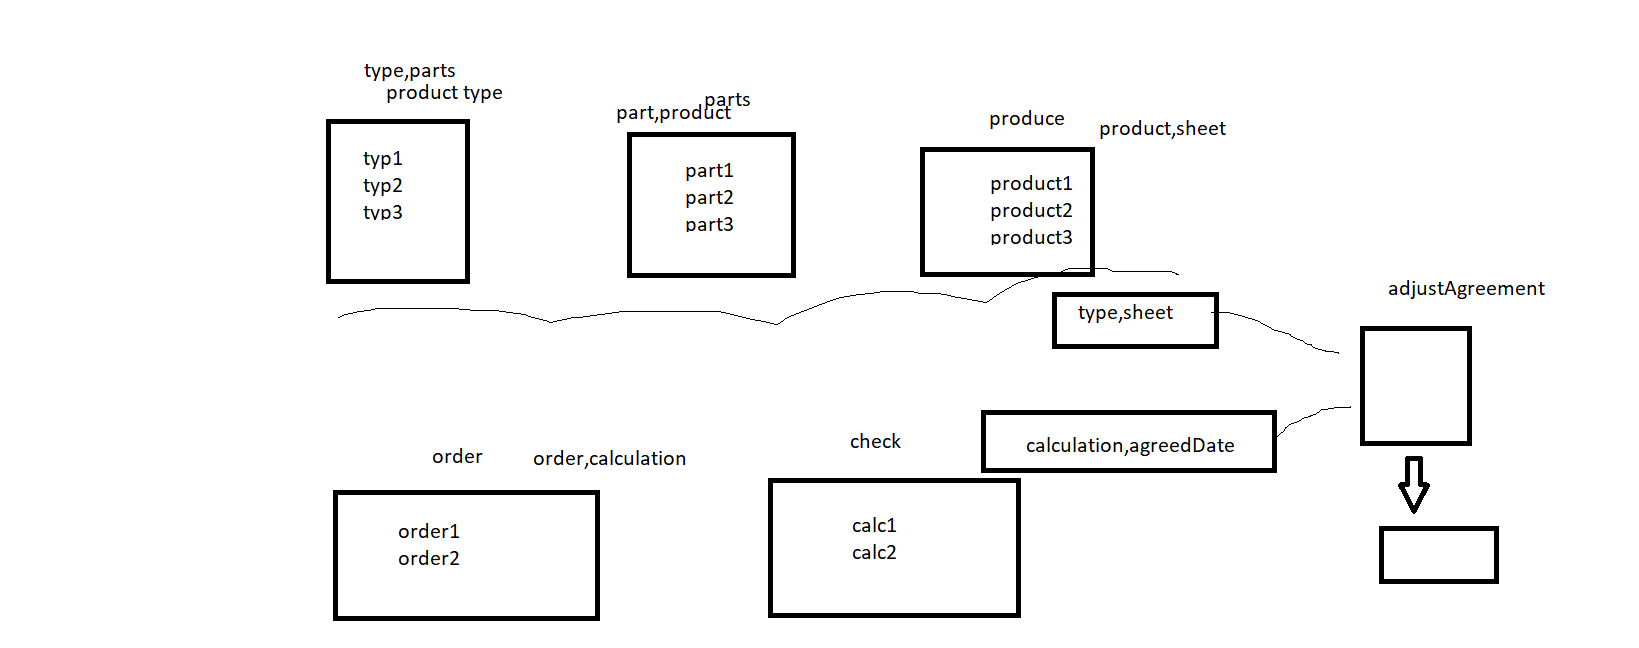 type,parts
product type
typ1
typ2
typ3
parts
part,product
part1
part2
part3
produce
product,sheet
product1
product2
product3
type,sheet
adjustAgreement
order
order,calculation
order1
order2
check
calculation,agreedDate
calc1
calc2